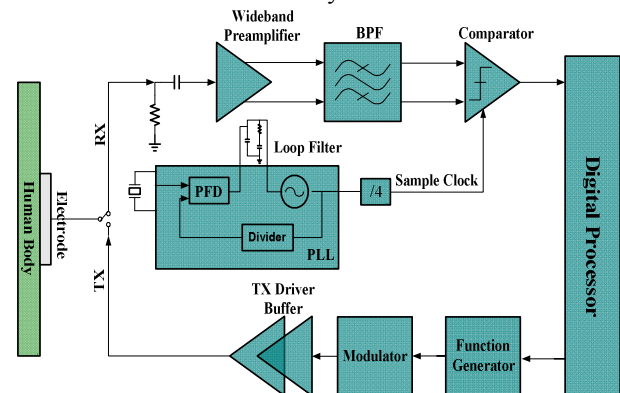 Wideband
Preamplifier
BPF
Comparator
RX
Loop Filter
PFD
Divider
PLL
/4
Sample Clock
Human Body
Electrode
TX
TX Driver
Buffer
Modulator
Function
Generator
Digital Processor